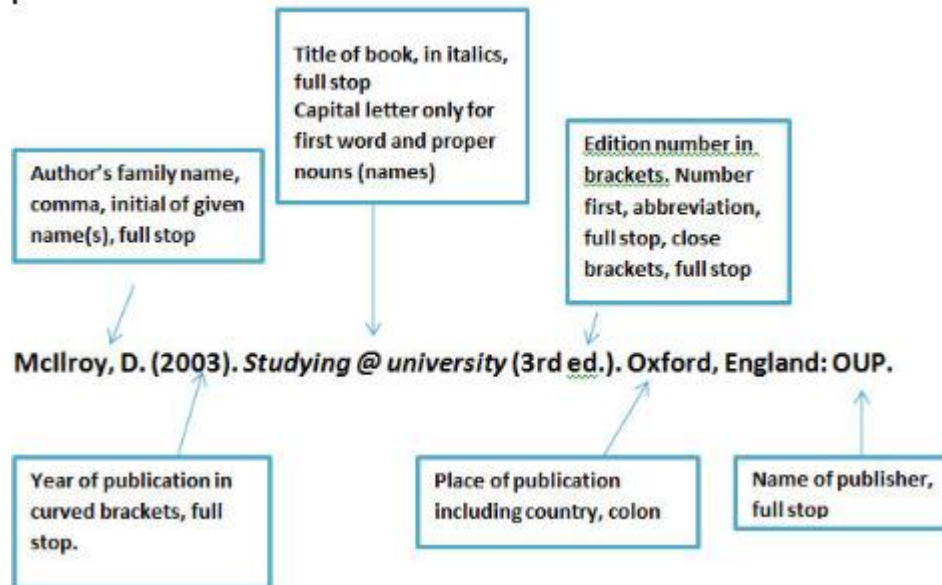 Title of book, in italics,
full stop
Capital letter only for
first word and proper
nouns (names)
Author's family name,
comma, initial of given
name(s), full stop
Edition number in
brackets. Number
first, abbreviation,
full stop, close
brackets, full stop
McIlroy, D. (2003). Studying @ university (3rd ed.). Oxford, England: OUP.
Year of publication in
curved brackets, full
stop.
Place of publication
including country, colon
Name of publisher,
full stop